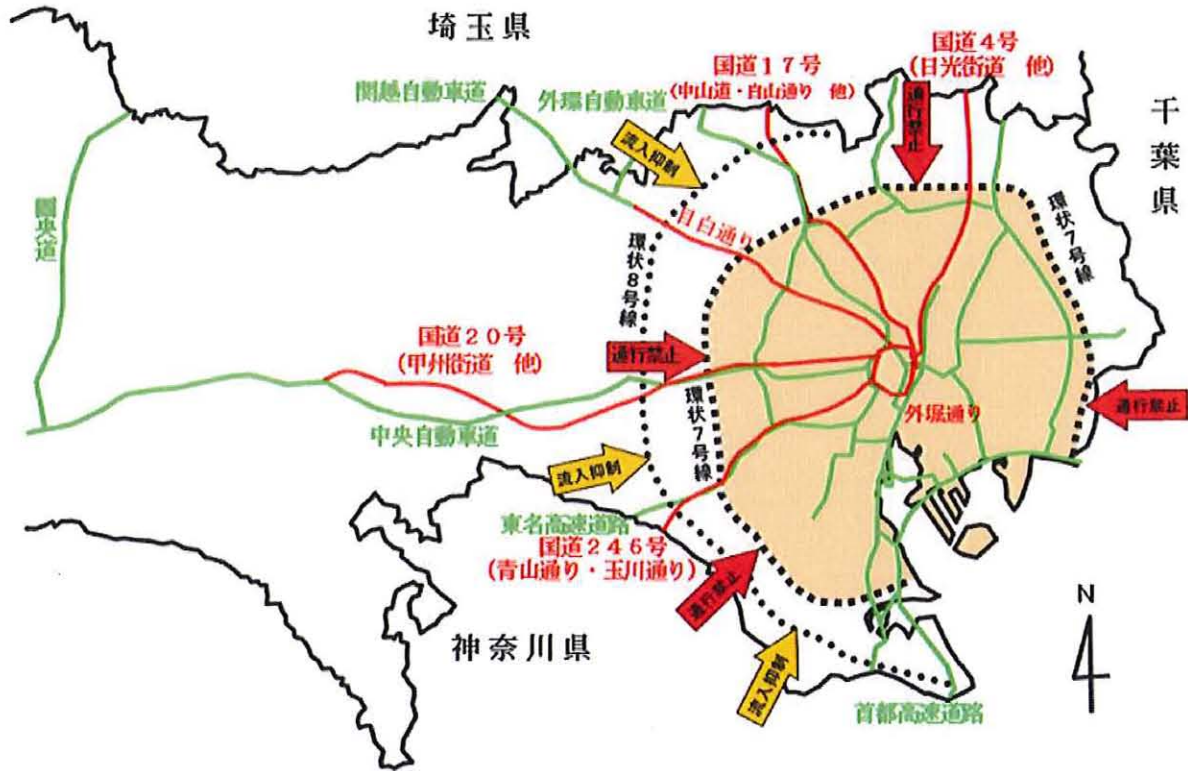 埼玉県
国道4号
(日光街道 他)
国道17号
(中山道・白山通り 他)
関越自動車道
外環自動車道
通行禁止
千葉県
流入抑制
圏央道
目白通り
環状7号線
環状8号線
国道20号
(甲州街道 他)
通行禁止
環状7号線
通行禁止
外堀通り
中央自動車道
流入抑制
東名高速道路
国道246号
(青山通り・玉川通り)
通行禁止
N
神奈川県
流入抑制
首都高速道路